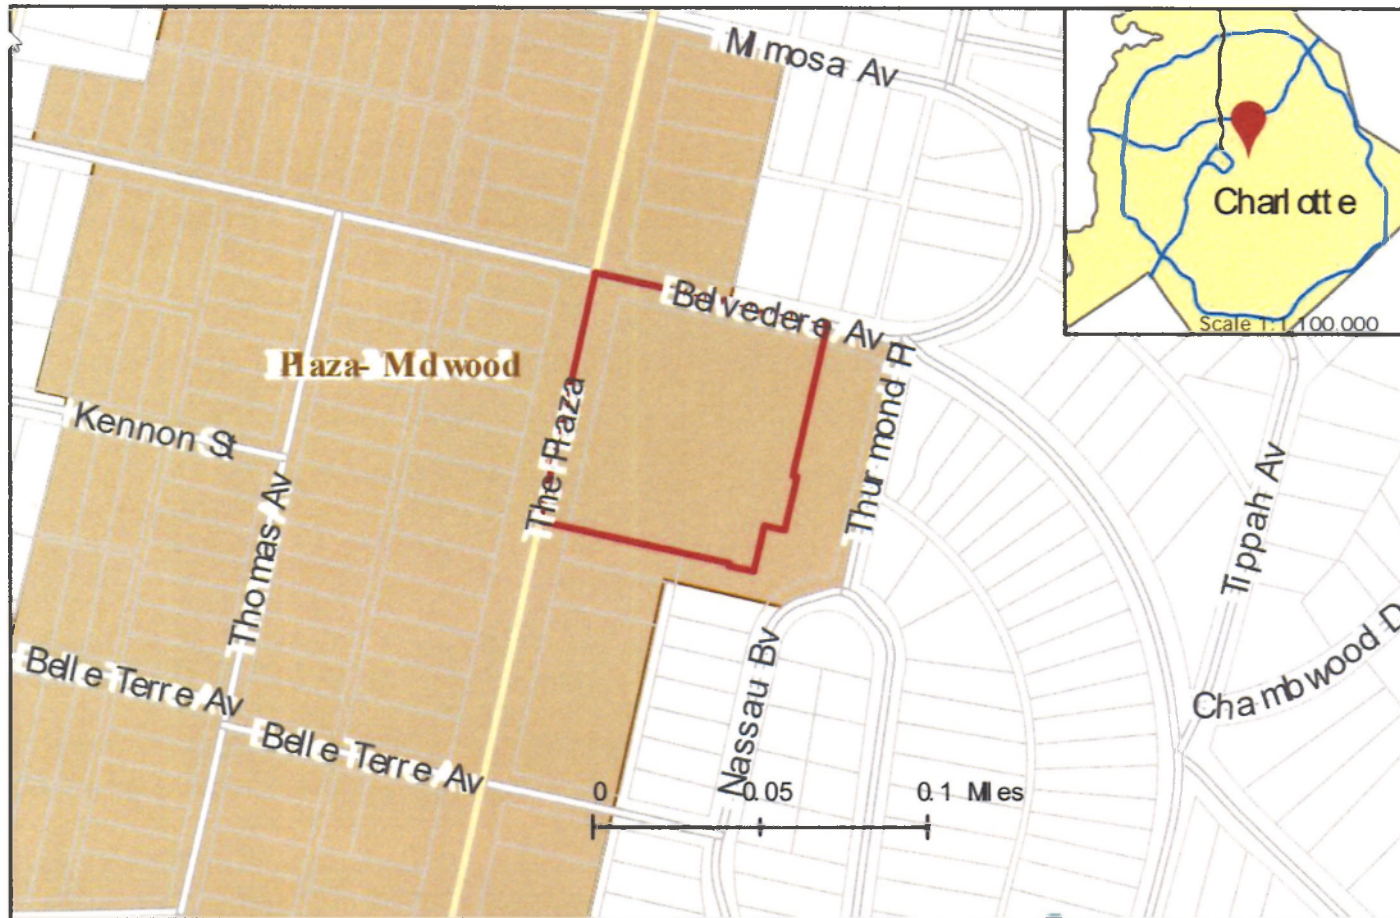 Mimosa Av
Charlotte
Scale 1:1,100,000
Belvedere Av
Plaza-Midwood
Thurmond Pl
The Plaza
Kennon St
Thomas Av
Tippah Av
Belle Terre Av
Chambwood D
Nassau Bv
Belle Terre Av
0 0.05 0.1 Miles